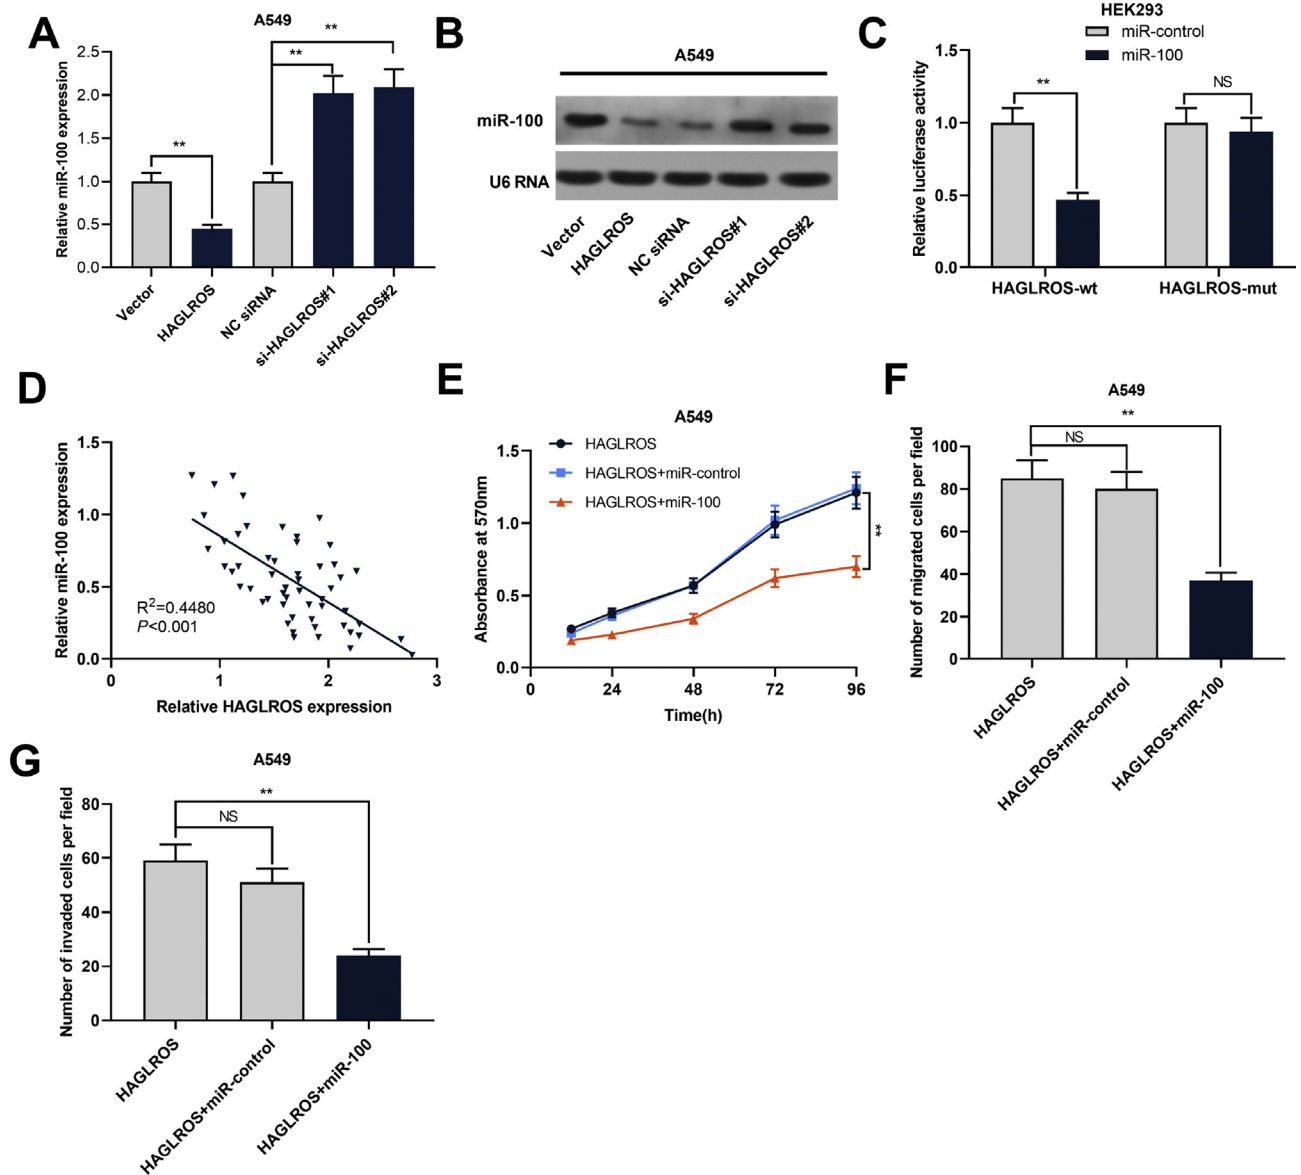 A
A549
Relative miR-100 expression
2.5
2.0
1.5
1.0
0.5
0.0
**
**
**
Vector
HAGLROS
NC siRNA
si-HAGLROS#1
si-HAGLROS#2
B
A549
miR-100
U6 RNA
Vector
HAGLROS
NC siRNA
si-HAGLROS#1
si-HAGLROS#2
C
HEK293
miR-control
miR-100
Relative luciferase activity
1.5
1.0
0.5
0.0
**
NS
HAGLROS-wt
HAGLROS-mut
D
Relative miR-100 expression
1.5
1.0
0.5
0.0
R²=0.4480
P<0.001
0
1
2
3
Relative HAGLROS expression
E
A549
HAGLROS
HAGLROS+miR-control
HAGLROS+miR-100
Absorbance at 570nm
1.5
1.0
0.5
0.0
**
0
24
48
72
96
Time(h)
F
A549
Number of migrated cells per field
100
80
60
40
20
0
**
NS
HAGLROS
HAGLROS+miR-control
HAGLROS+miR-100
G
A549
Number of invaded cells per field
80
60
40
20
0
**
NS
HAGLROS
HAGLROS+miR-control
HAGLROS+miR-100